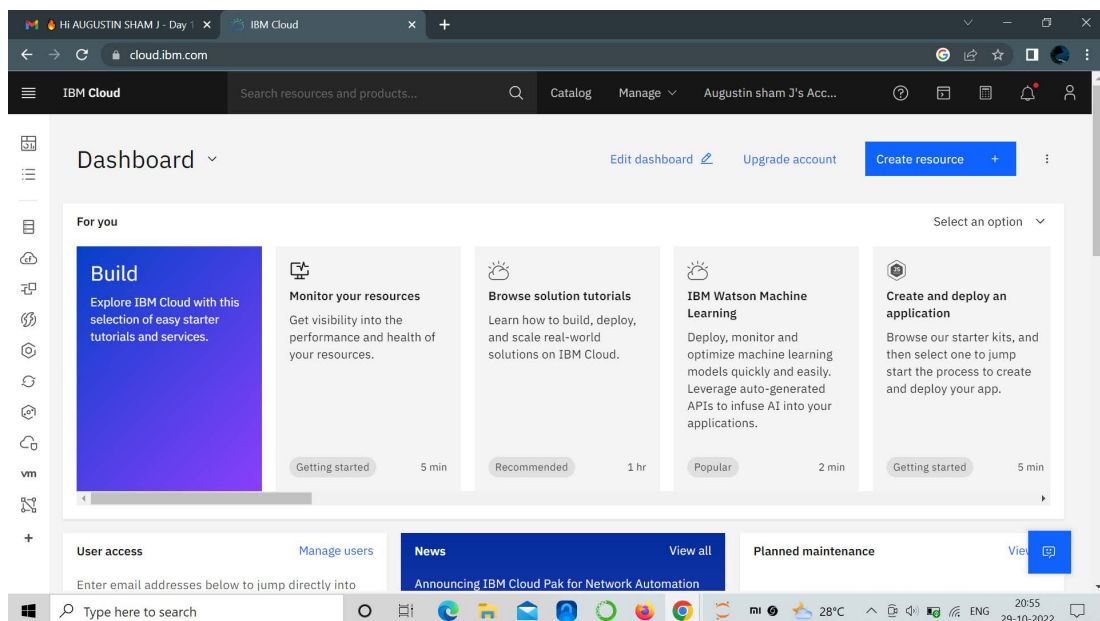 Hi AUGUSTIN SHAM J - Day 1
IBM Cloud
cloud.ibm.com
IBM Cloud
Search resources and products...
Catalog
Manage
Augustin sham J's Acc...
Dashboard
Edit dashboard
Upgrade account
Create resource +
For you
Select an option
Build
Explore IBM Cloud with this
selection of easy starter
tutorials and services.
Monitor your resources
Get visibility into the
performance and health of
your resources.
Getting started
5 min
Browse solution tutorials
Learn how to build, deploy,
and scale real-world
solutions on IBM Cloud.
Recommended
1 hr
IBM Watson Machine
Learning
Deploy, monitor and
optimize machine learning
models quickly and easily.
Leverage auto-generated
APIs to infuse AI into your
applications.
Popular
2 min
Create and deploy an
application
Browse our starter kits, and
then select one to jump
start the process to create
and deploy your app.
Getting started
5 min
vm
User access
Manage users
Enter email addresses below to jump directly into
News
View all
Announcing IBM Cloud Pak for Network Automation
Planned maintenance
Type here to search
28°C
ENG
20:55
29-10-2022